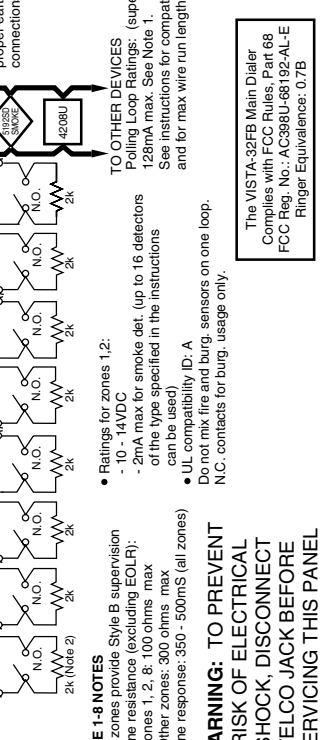 5192SD
SMOKE
4208U
N.O.
N.O.
N.O.
N.O.
N.O.
N.O.
N.O.
N.O.
2k (Note 2)
2k
2k
2k
2k
2k
2k
2k
connection
TO OTHER DEVICES
Polling Loop Ratings: (supe
128mA max. See Note 1.
See instructions for compat
and for max wire run length
E 1-8 NOTES
zones provide Style B supervision
ne resistance (excluding EOLR):
ones 1, 2, 8: 100 ohms max
ther zones: 300 ohms max
ne response: 350 - 500mS (all zones)
• Ratings for zones 1,2:
- 10 - 14VDC
- 2mA max for smoke det. (up to 16 detectors
of the type specified in the instructions
can be used)
• UL compatibility ID: A
Do not mix fire and burg. sensors on one loop.
N.C. contacts for burg. usage only.
ARNING: TO PREVENT
RISK OF ELECTRICAL
SHOCK, DISCONNECT
TELCO JACK BEFORE
ERVICING THIS PANEL
The VISTA-32FB Main Dialer
Complies with FCC Rules, Part 68
FCC Reg. No.: AC398U-68192-AL-E
Ringer Equivalence: 0.7B